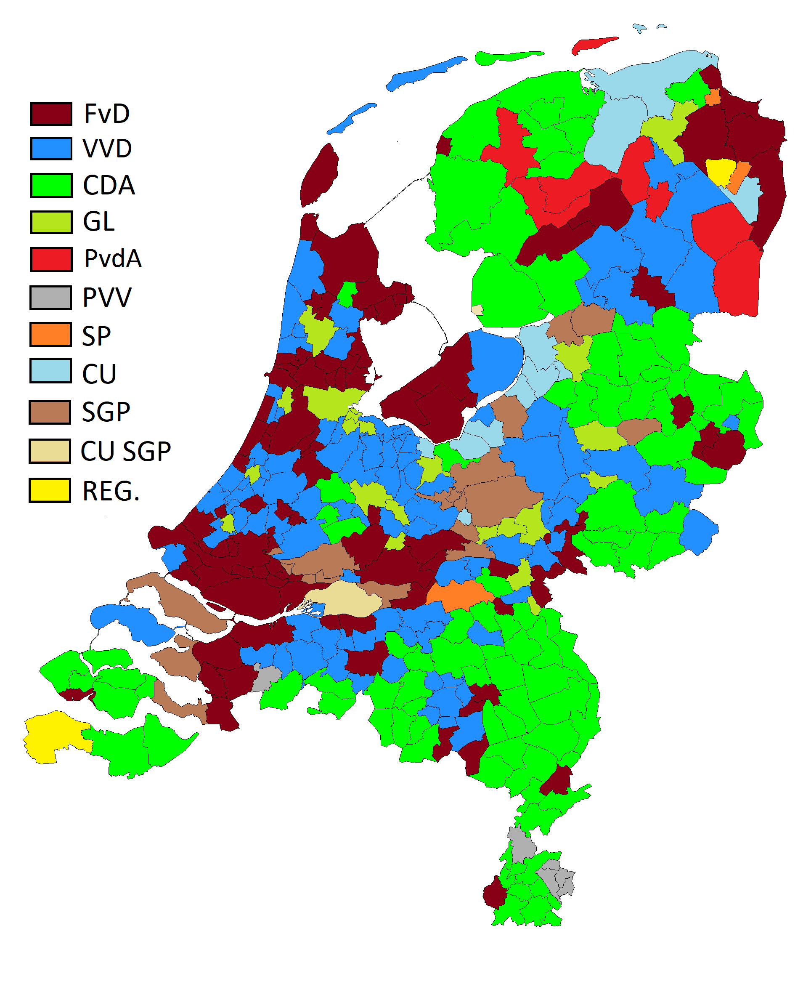 FvD
VVD
CDA
GL
PvdA
PVV
SP
CU
SGP
CU SGP
REG.